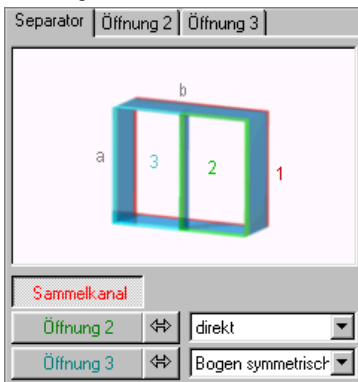 Separator Öffnung 2 Öffnung 3
b
a 3 2 1
Sammelkanal
Öffnung 2 direkt
Öffnung 3 Bogen symmetrisch